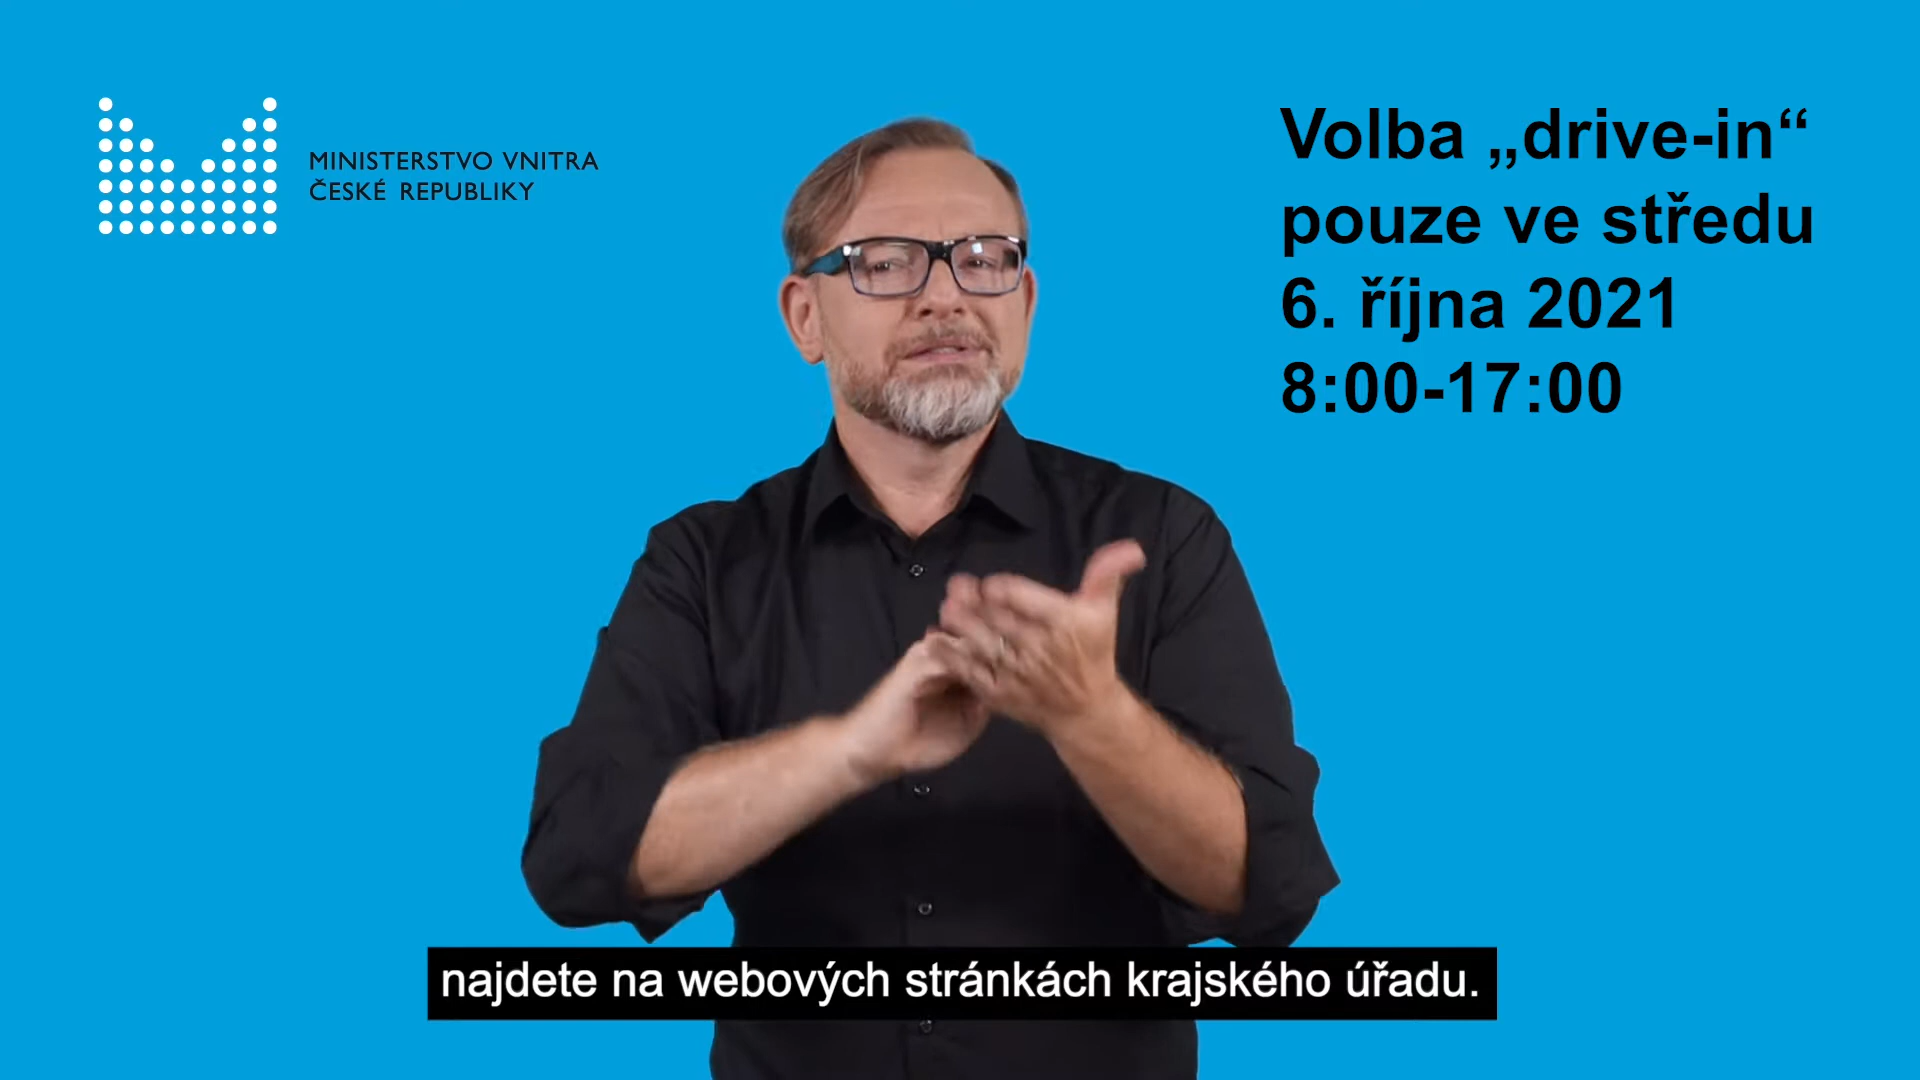 MINISTERSTVO VNITRA
ČESKÉ REPUBLIKY
Volba „drive-in“
pouze ve středu
6. října 2021
8:00-17:00
najdete na webových stránkách krajského úřadu.